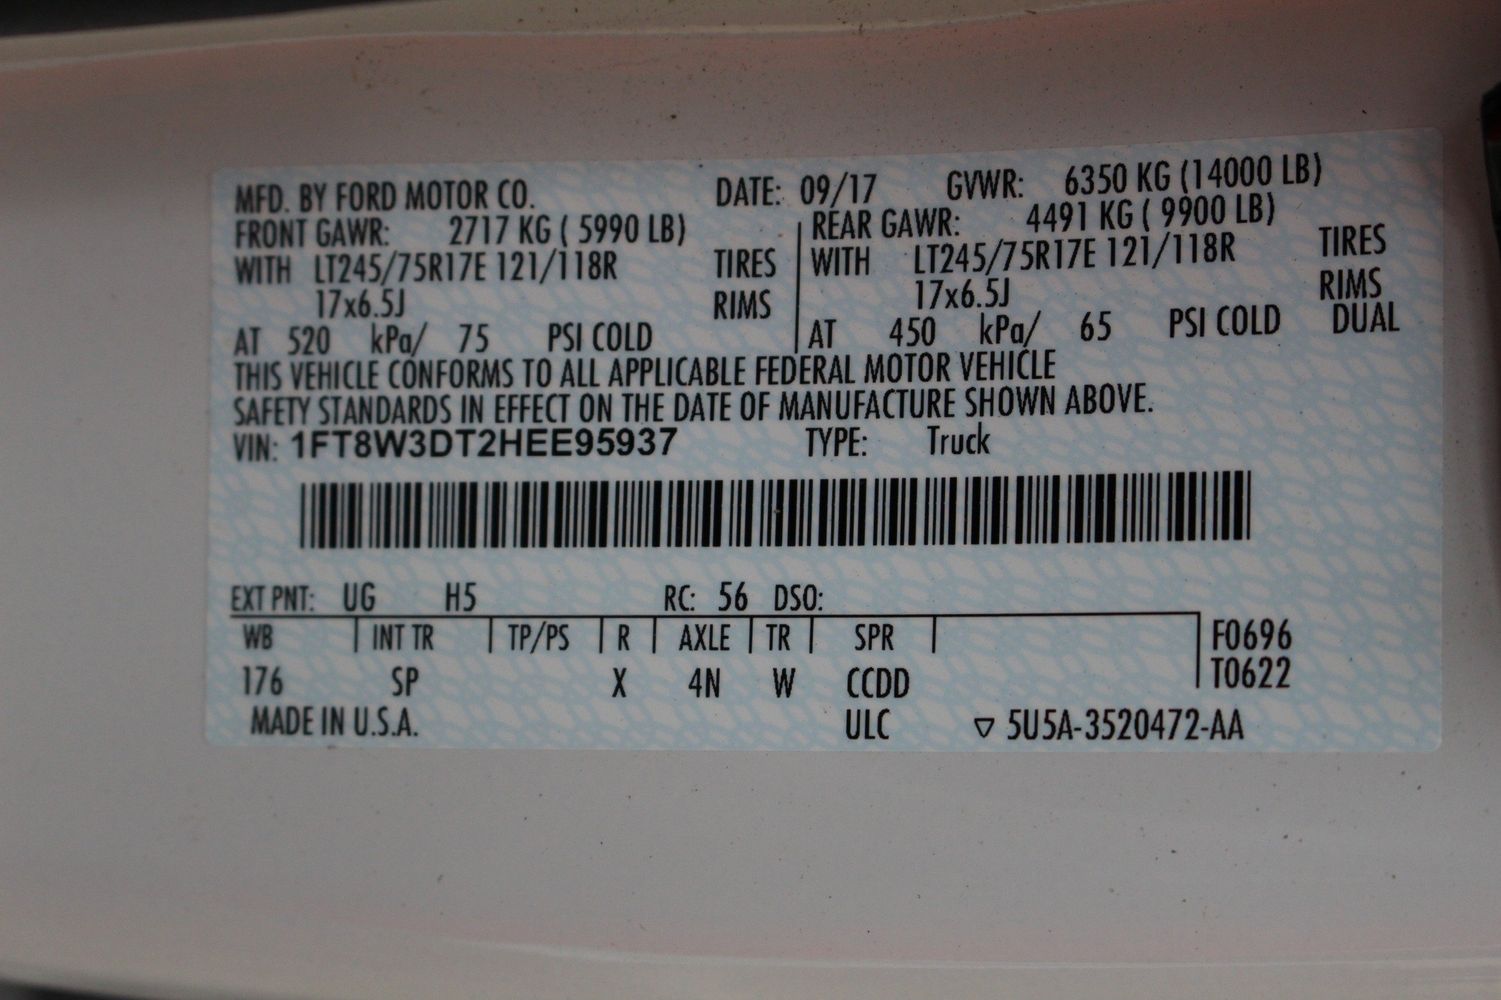 MFD. BY FORD MOTOR CO. DATE: 09/17 GVWR: 6350 KG (14000 LB)
FRONT GAWR: 2717 KG ( 5990 LB) REAR GAWR: 4491 KG ( 9900 LB)
WITH LT245/75R17E 121/118R TIRES WITH LT245/75R17E 121/118R TIRES
17x6.5J RIMS 17x6.5J RIMS
AT 520 kPa/ 75 PSI COLD AT 450 kPa/ 65 PSI COLD DUAL
THIS VEHICLE CONFORMS TO ALL APPLICABLE FEDERAL MOTOR VEHICLE
SAFETY STANDARDS IN EFFECT ON THE DATE OF MANUFACTURE SHOWN ABOVE.
VIN: 1FT8W3DT2HEE95937 TYPE: Truck
EXT PNT: UG H5 RC: 56 DSO:
WB INT TR TP/PS R AXLE TR SPR F0696
176 SP X 4N W CCDD T0622
MADE IN U.S.A. ULC ▽ 5U5A-3520472-AA